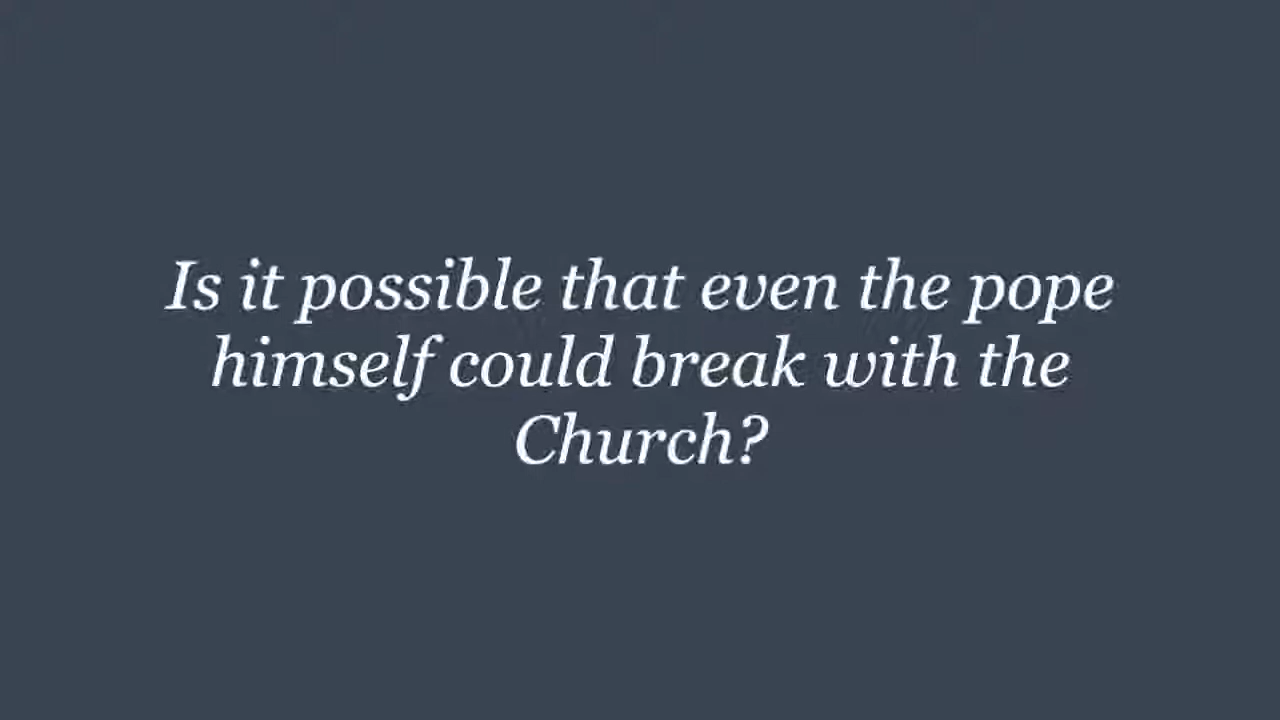 Is it possible that even the pope
himself could break with the
Church?